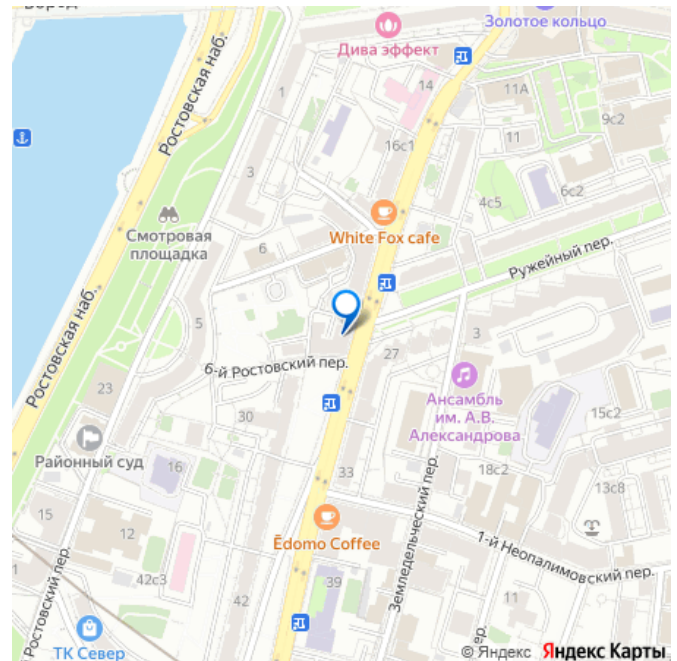 Золотое кольцо
Дива эффект
Ростовская наб.
1
14
11А
9с2
16с1
11
3
6с2
4с5
White Fox cafe
Смотровая
площадка
6
Ружейный пер.
Ростовская наб.
5
3
6-й Ростовский пер.
27
23
Ансамбль
им. А.В.
Александрова
15с2
30
Районный суд
16
33
18с2
13с8
15
12
Ēdomo Coffee
Земледельческий пер.
1-й Неопалимовский пер.
1
42с3
39
42
11
Ростовский пер.
ТК Север
пер.
© Яндекс Яндекс Карты